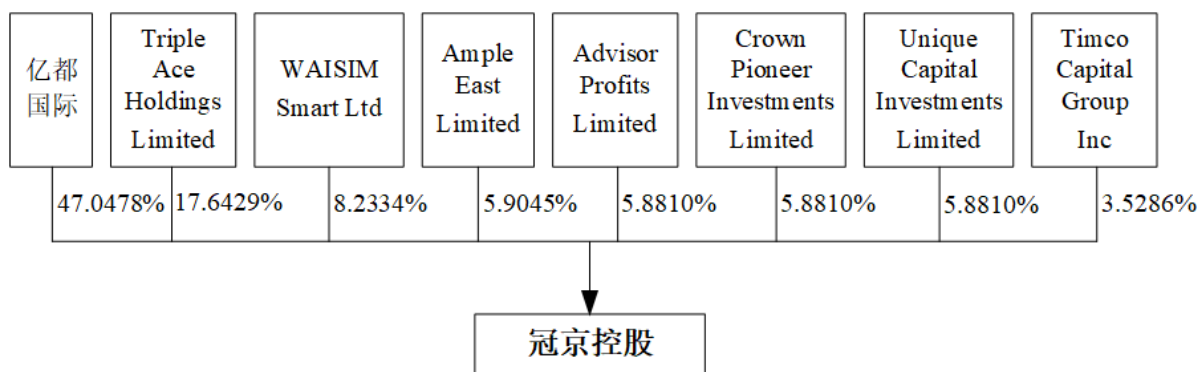 亿都
国际
Triple
Ace
Holdings
Limited
WAISIM
Smart Ltd
Ample
East
Limited
Advisor
Profits
Limited
Crown
Pioneer
Investments
Limited
Unique
Capital
Investments
Limited
Timco
Capital
Group
Inc
47.0478%
17.6429%
8.2334%
5.9045%
5.8810%
5.8810%
5.8810%
3.5286%
冠京控股